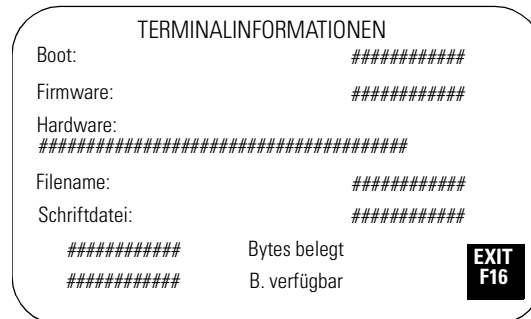 TERMINALINFORMATIONEN
Boot: ############
Firmware: ############
Hardware:
#######################################
Filename: ############
Schriftdatei: ############
############ Bytes belegt
############ B. verfügbar
EXIT
F16